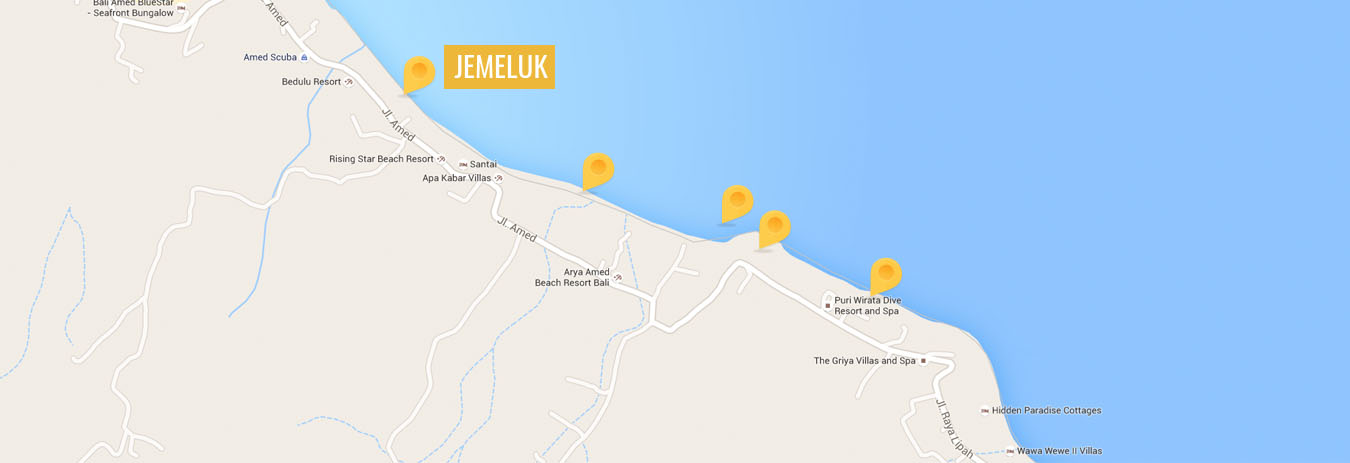 Bali Amed BlueStar
- Seafront Bungalow
Jl. Amed
Amed Scuba
JEMELUK
Bedulu Resort
Jl. Amed
Rising Star Beach Resort
Santai
Apa Kabar Villas
Jl. Amed
Arya Amed
Beach Resort Bali
Puri Wirata Dive
Resort and Spa
The Griya Villas and Spa
Jl. Raya Lipah
Hidden Paradise Cottages
Wawa Wewe II Villas